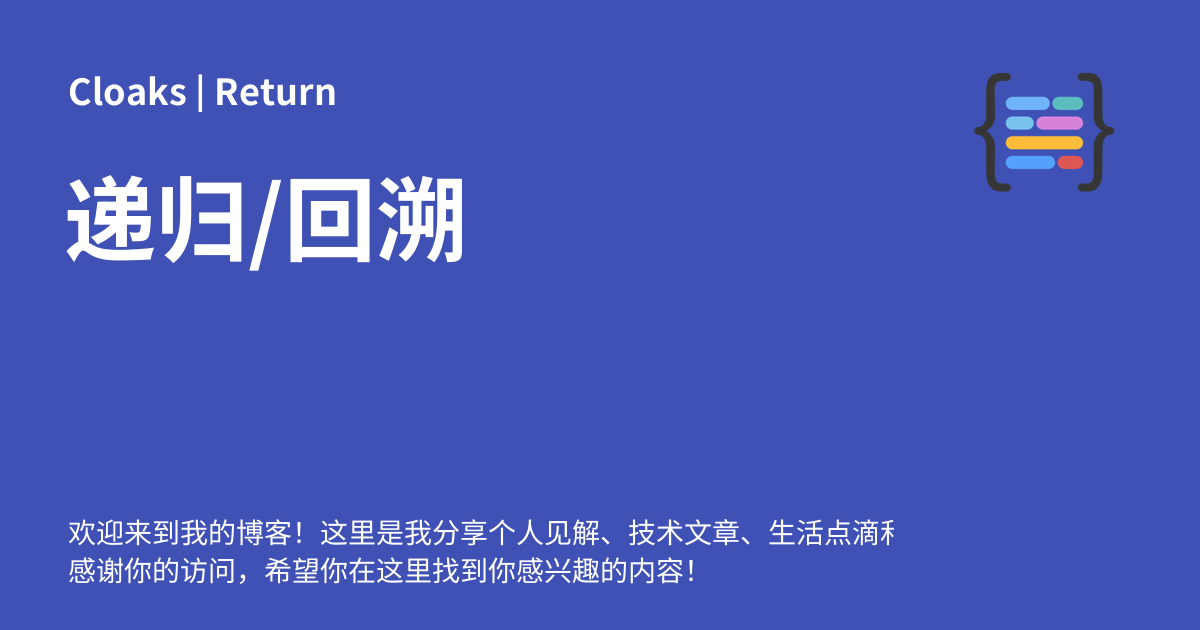 Cloaks | Return
递归/回溯
欢迎来到我的博客！这里是我分享个人见解、技术文章、生活点滴
感谢你的访问，希望你在这里找到你感兴趣的内容！